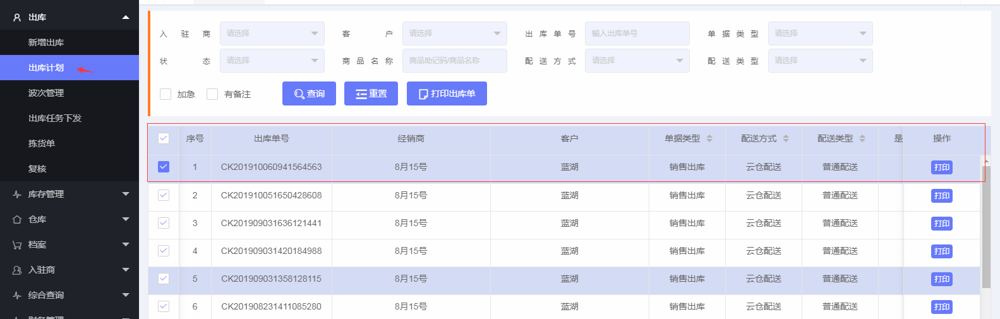 出库
新增出库
出库计划
波次管理
出库任务下发
拣货单
复核
库存管理
仓库
档案
入驻商
综合查询
财务管理
入驻商 请选择 客户 请选择 出库单号 输入出库单号 单据类型 请选择
状态 请选择 商品名称 商品助记码/商品名称 配送方式 请选择 配送类型 请选择
加急 有备注 查询 重置 打印出库单
序号 出库单号 经销商 客户 单据类型 配送方式 配送类型 是 操作
1 CK201910060941564563 8月15号 蓝湖 销售出库 云仓配送 普通配送 打印
2 CK201910051650428608 8月15号 蓝湖 销售出库 云仓配送 普通配送 打印
3 CK201909031636121441 8月15号 蓝湖 销售出库 云仓配送 普通配送 打印
4 CK201909031420184988 8月15号 蓝湖 销售出库 云仓配送 普通配送 打印
5 CK201909031358128115 8月15号 蓝湖 销售出库 云仓配送 普通配送 打印
6 CK201908231411085280 8月15号 蓝湖 销售出库 云仓配送 普通配送 打印